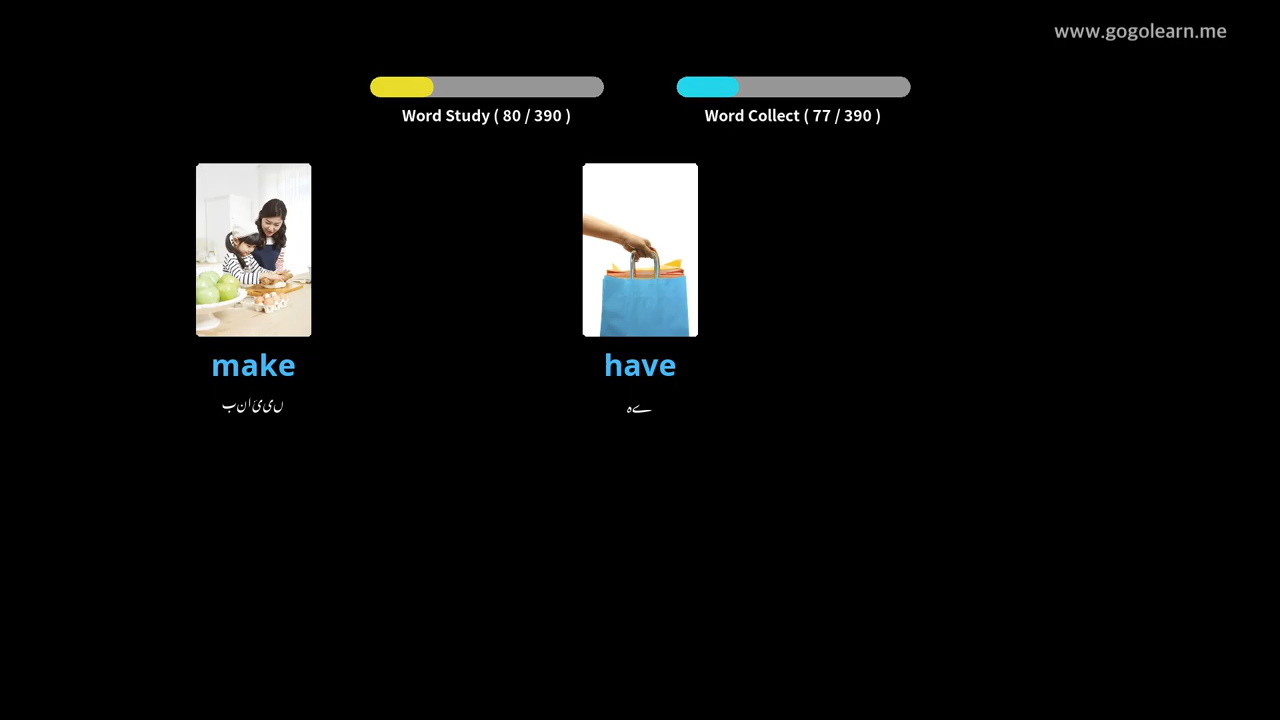 www.gogolearn.me
Word Study ( 80 / 390 )
Word Collect ( 77 / 390 )
make
have
بنائیں
ہے